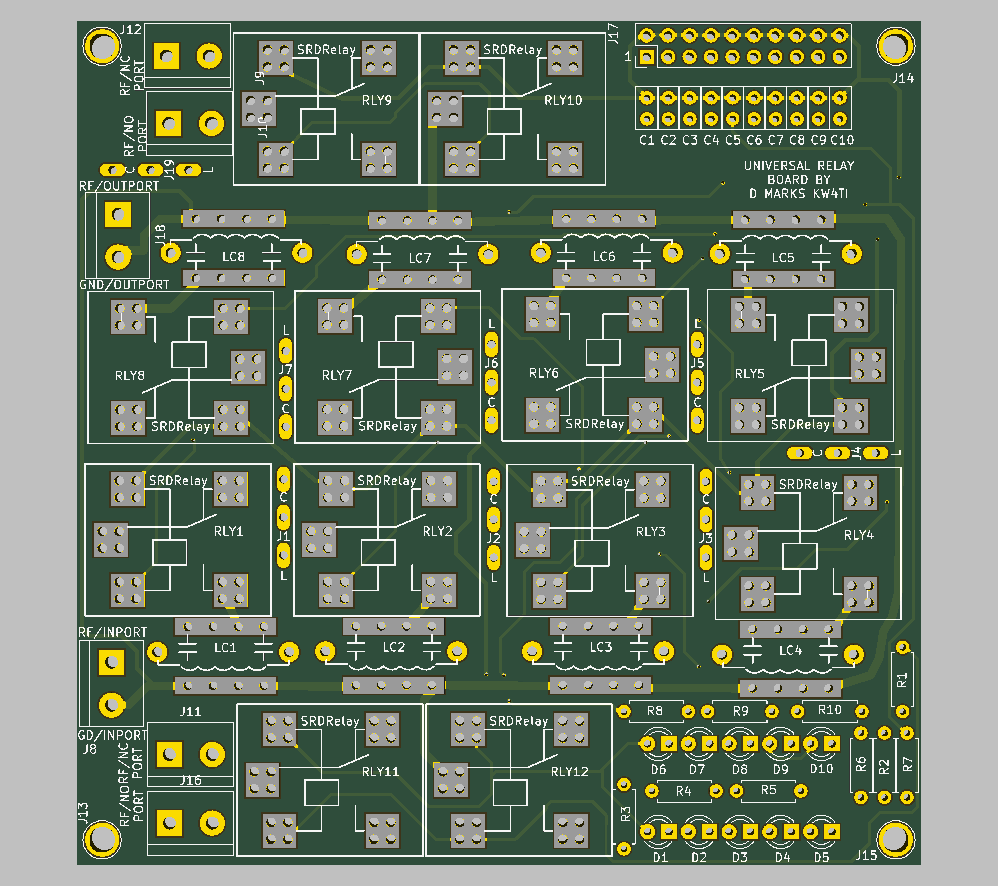 J12
RF/NC
PORT
J9
SRDRelay
RLY9
SRDRelay
RLY10
J17
1
J14
RF/NO
PORT
C1 C2 C3 C4 C5 C6 C7 C8 C9 C10
UNIVERSAL RELAY
BOARD BY
D MARKS KW4TI
C
J19
L
RF/OUTPORT
J18
GND/OUTPORT
LC8
LC7
LC6
LC5
RLY8
SRDRelay
L
J7
C
RLY7
SRDRelay
L
J6
C
RLY6
SRDRelay
L
J5
C
RLY5
SRDRelay
C
J4
L
SRDRelay
RLY1
C
J1
L
SRDRelay
RLY2
C
J2
L
SRDRelay
RLY3
C
J3
L
SRDRelay
RLY4
RF/INPORT
LC1
LC2
LC3
LC4
R1
GD/INPORT
J8
J11
RF/NC
PORT
J16
RF/NO
PORT
J13
SRDRelay
RLY11
SRDRelay
RLY12
R8
R9
R10
D6 D7 D8 D9 D10
R6
R2
R7
R4
R5
R3
D1 D2 D3 D4 D5
J15